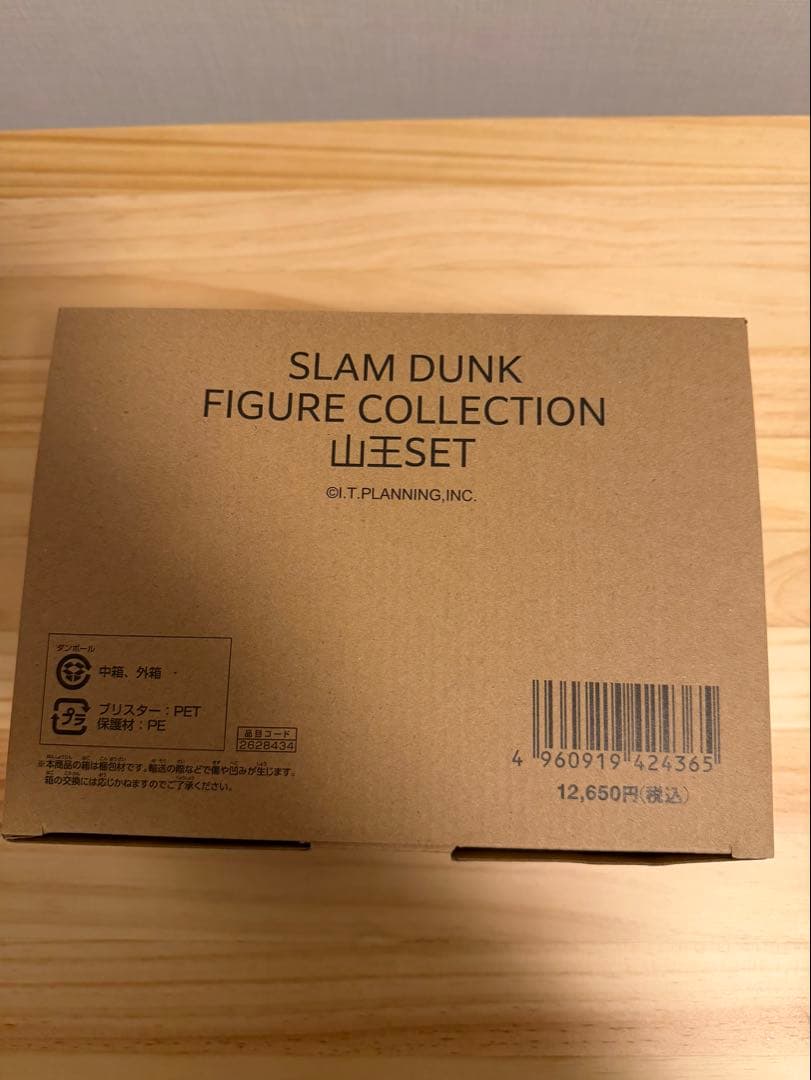 SLAM DUNK
FIGURE COLLECTION
山王SET
©I.T.PLANNING,INC.
ダンボール
中箱、外箱
プラ
ブリスター：PET
保護材：PE
品目コード
2628434
※本商品の箱は梱包材です。輸送の際などで傷や凹みが生じます。
箱の交換には応じかねますのでご了承ください。
4 960919 424365
12,650円(税込)